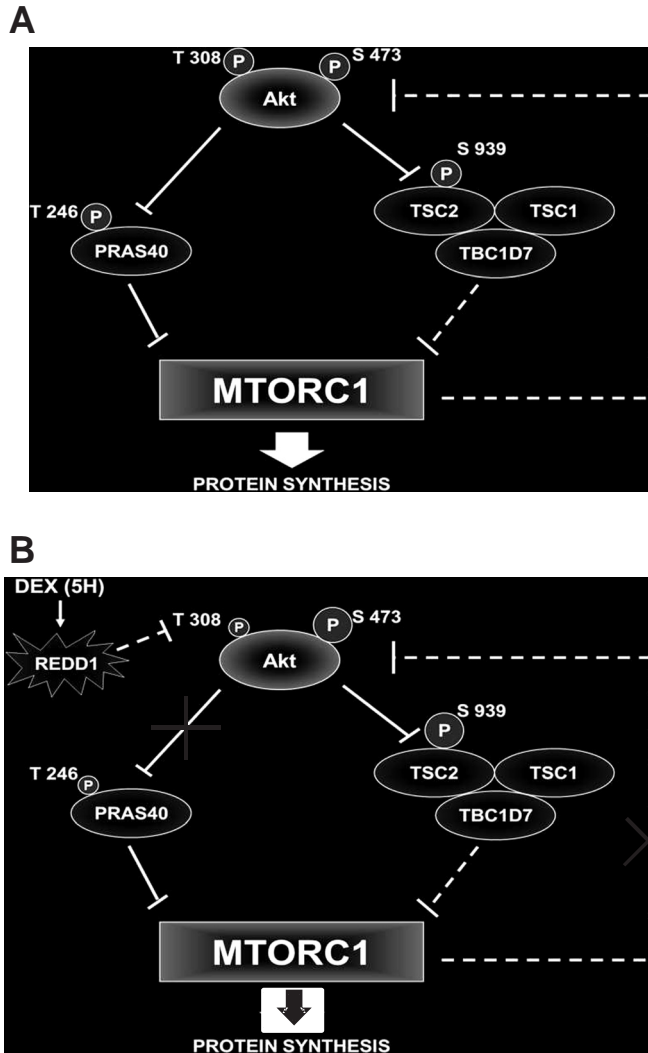 A
T 308 P P S 473
Akt
S 939
T 246 P P
TSC2 TSC1
PRAS40 TBC1D7
MTORC1
PROTEIN SYNTHESIS
B
DEX (5H)
T 308 P P S 473
REDD1 Akt
S 939
P
T 246 P TSC2 TSC1
PRAS40 TBC1D7
MTORC1
PROTEIN SYNTHESIS